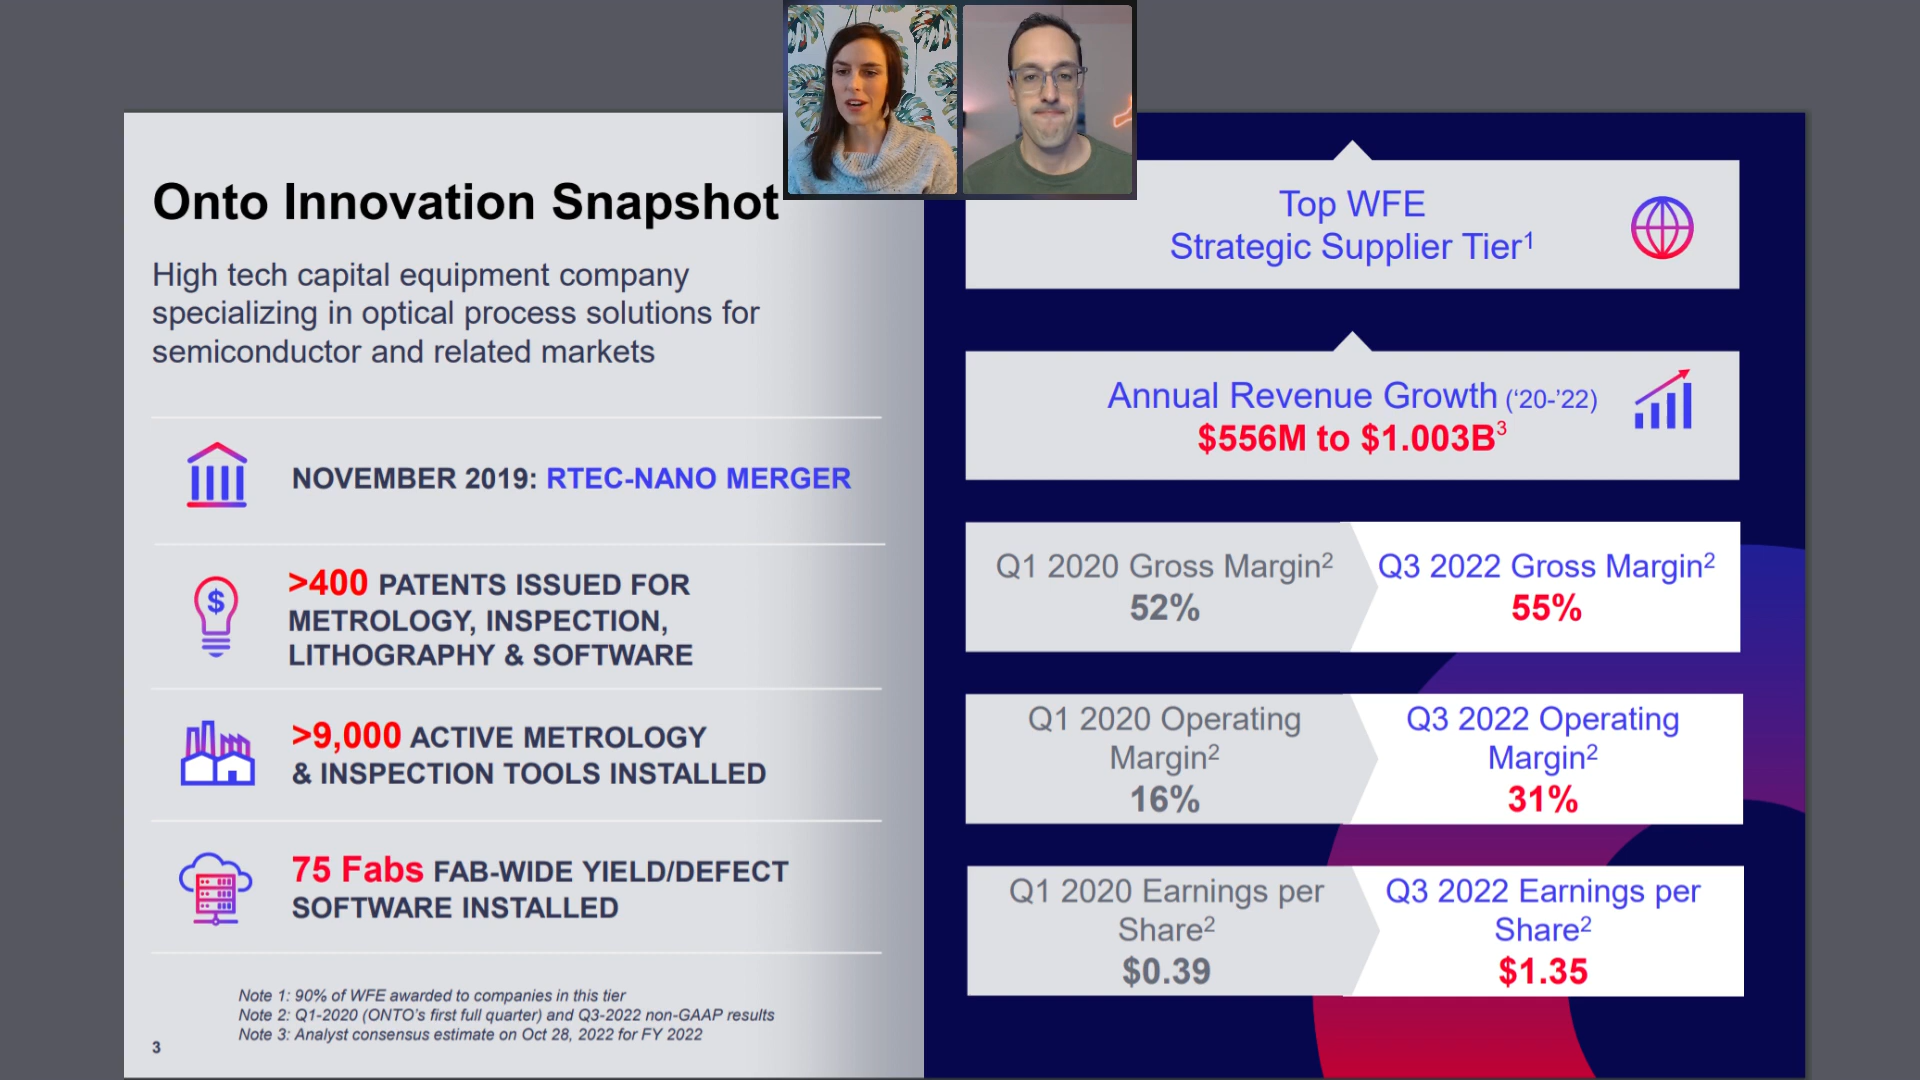 Onto Innovation Snapshot
High tech capital equipment company
specializing in optical process solutions for
semiconductor and related markets
NOVEMBER 2019: RTEC-NANO MERGER
$
>400 PATENTS ISSUED FOR
METROLOGY, INSPECTION,
LITHOGRAPHY & SOFTWARE
>9,000 ACTIVE METROLOGY
& INSPECTION TOOLS INSTALLED
75 Fabs FAB-WIDE YIELD/DEFECT
SOFTWARE INSTALLED
Note 1: 90% of WFE awarded to companies in this tier
Note 2: Q1-2020 (ONTO's first full quarter) and Q3-2022 non-GAAP results
Note 3: Analyst consensus estimate on Oct 28, 2022 for FY 2022
3
Top WFE
Strategic Supplier Tier1
Annual Revenue Growth (‘20-’22)
$556M to $1.003B3
Q1 2020 Gross Margin2
52%
Q3 2022 Gross Margin2
55%
Q1 2020 Operating
Margin2
16%
Q3 2022 Operating
Margin2
31%
Q1 2020 Earnings per
Share2
$0.39
Q3 2022 Earnings per
Share2
$1.35